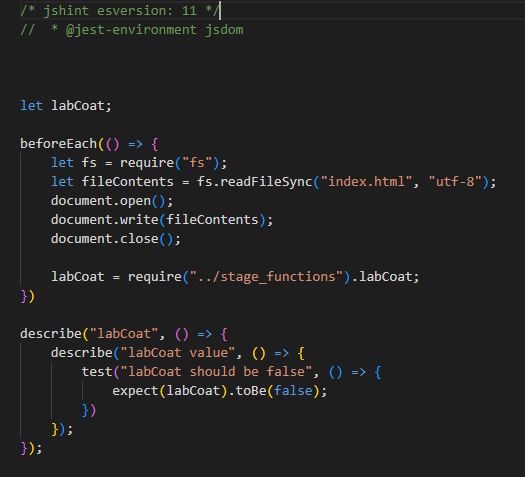 /* jshint esversion: 11 */
//  * @jest-environment jsdom
let labCoat;
beforeEach(() => {
    let fs = require("fs");
    let fileContents = fs.readFileSync("index.html", "utf-8");
    document.open();
    document.write(fileContents);
    document.close();
    labCoat = require("../stage_functions").labCoat;
})
describe("labCoat", () => {
    describe("labCoat value", () => {
        test("labCoat should be false", () => {
            expect(labCoat).toBe(false);
        })
    });
});